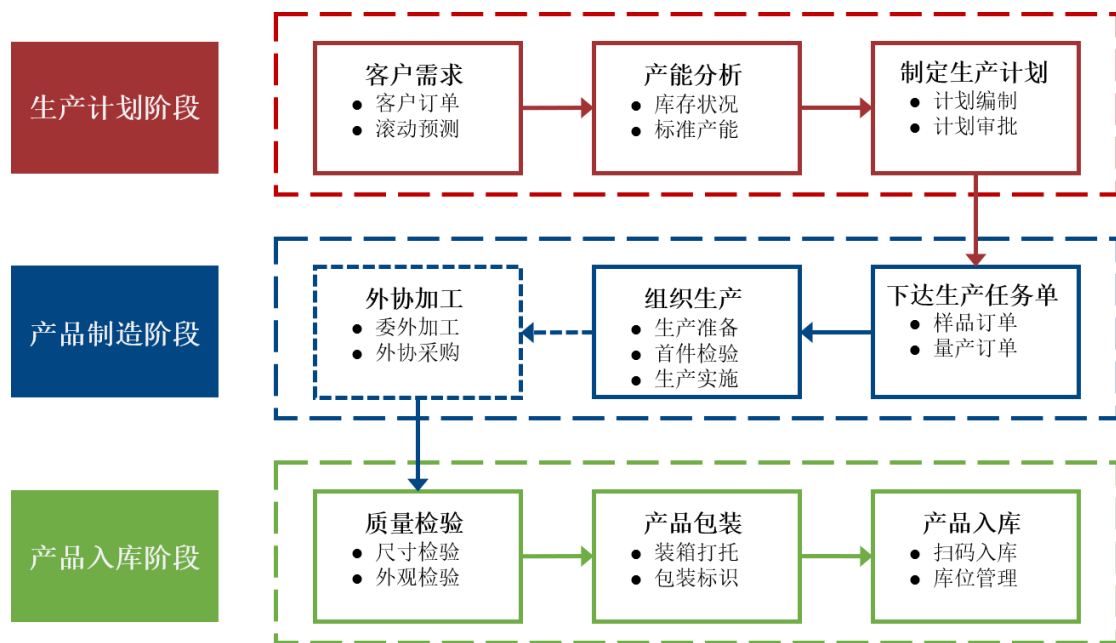 生产计划阶段
客户需求
● 客户订单
● 滚动预测
产能分析
● 库存状况
● 标准产能
制定生产计划
● 计划编制
● 计划审批
产品制造阶段
外协加工
● 委外加工
● 外协采购
组织生产
● 生产准备
● 首件检验
● 生产实施
下达生产任务单
● 样品订单
● 量产订单
产品入库阶段
质量检验
● 尺寸检验
● 外观检验
产品包装
● 装箱打托
● 包装标识
产品入库
● 扫码入库
● 库位管理